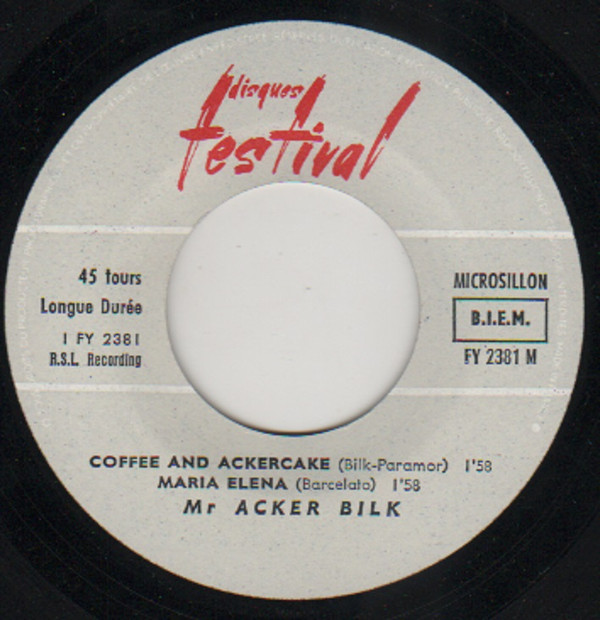 disques
festival
45 tours
Longue Durée
1 FY 2381
R.S.L. Recording
MICROSILLON
B.I.E.M.
FY 2381 M
COFFEE AND ACKERCAKE (Bilk-Paramor) 1'58
MARIA ELENA (Barcelato) 1'58
Mr ACKER BILK